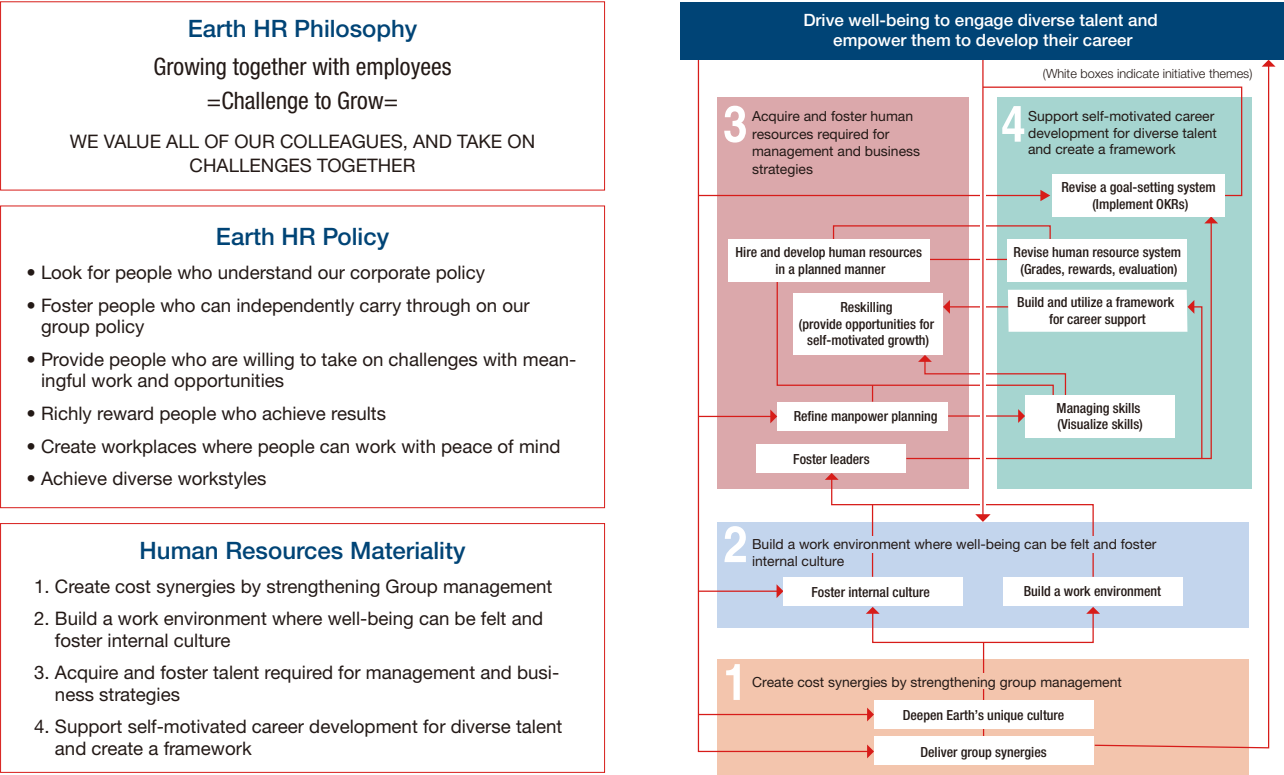 Earth HR Philosophy
Growing together with employees
=Challenge to Grow=
WE VALUE ALL OF OUR COLLEAGUES, AND TAKE ON
CHALLENGES TOGETHER
Earth HR Policy
• Look for people who understand our corporate policy
• Foster people who can independently carry through on our
group policy
• Provide people who are willing to take on challenges with mean-
ingful work and opportunities
• Richly reward people who achieve results
• Create workplaces where people can work with peace of mind
• Achieve diverse workstyles
Human Resources Materiality
1. Create cost synergies by strengthening Group management
2. Build a work environment where well-being can be felt and
foster internal culture
3. Acquire and foster talent required for management and busi-
ness strategies
4. Support self-motivated career development for diverse talent
and create a framework
Drive well-being to engage diverse talent and
empower them to develop their career
(White boxes indicate initiative themes)
3
Acquire and foster human
resources required for
management and business
strategies
4
Support self-motivated career
development for diverse talent
and create a framework
Revise a goal-setting system
(Implement OKRs)
Hire and develop human resources
in a planned manner
Revise human resource system
(Grades, rewards, evaluation)
Reskilling
(provide opportunities for
self-motivated growth)
Build and utilize a framework
for career support
Refine manpower planning
Managing skills
(Visualize skills)
Foster leaders
2
Build a work environment where well-being can be felt and foster
internal culture
Foster internal culture
Build a work environment
1
Create cost synergies by strengthening group management
Deepen Earth's unique culture
Deliver group synergies